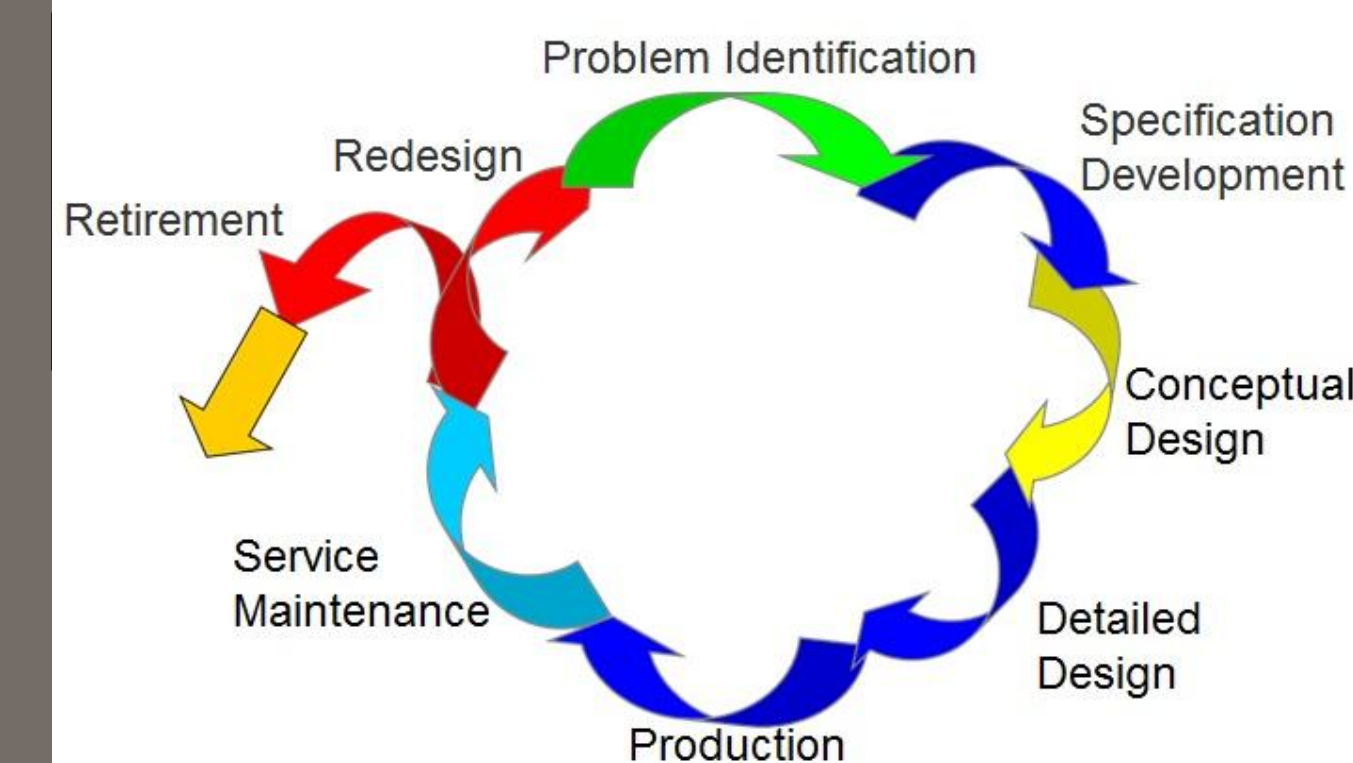 Problem Identification
Specification
Development
Redesign
Retirement
Conceptual
Design
Service
Maintenance
Detailed
Design
Production